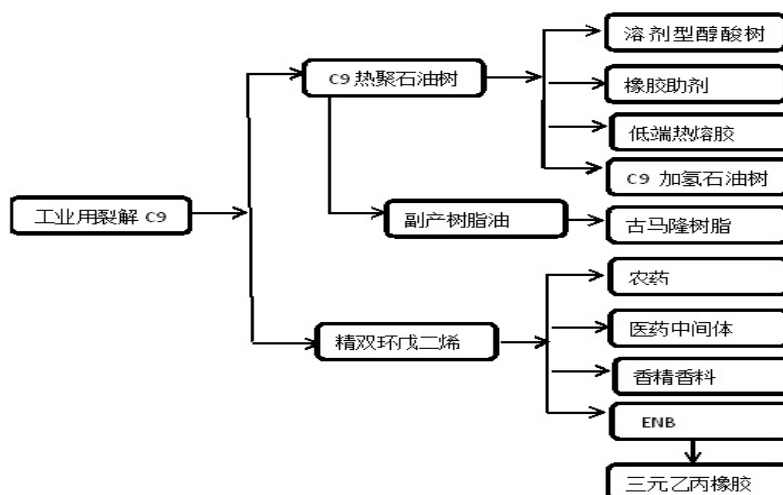 溶剂型醇酸树
C9 热聚石油树
橡胶助剂
低端热熔胶
C9 加氢石油树
工业用裂解 C9
副产树脂油
古马隆树脂
农药
精双环戊二烯
医药中间体
香精香料
ENB
三元乙丙橡胶